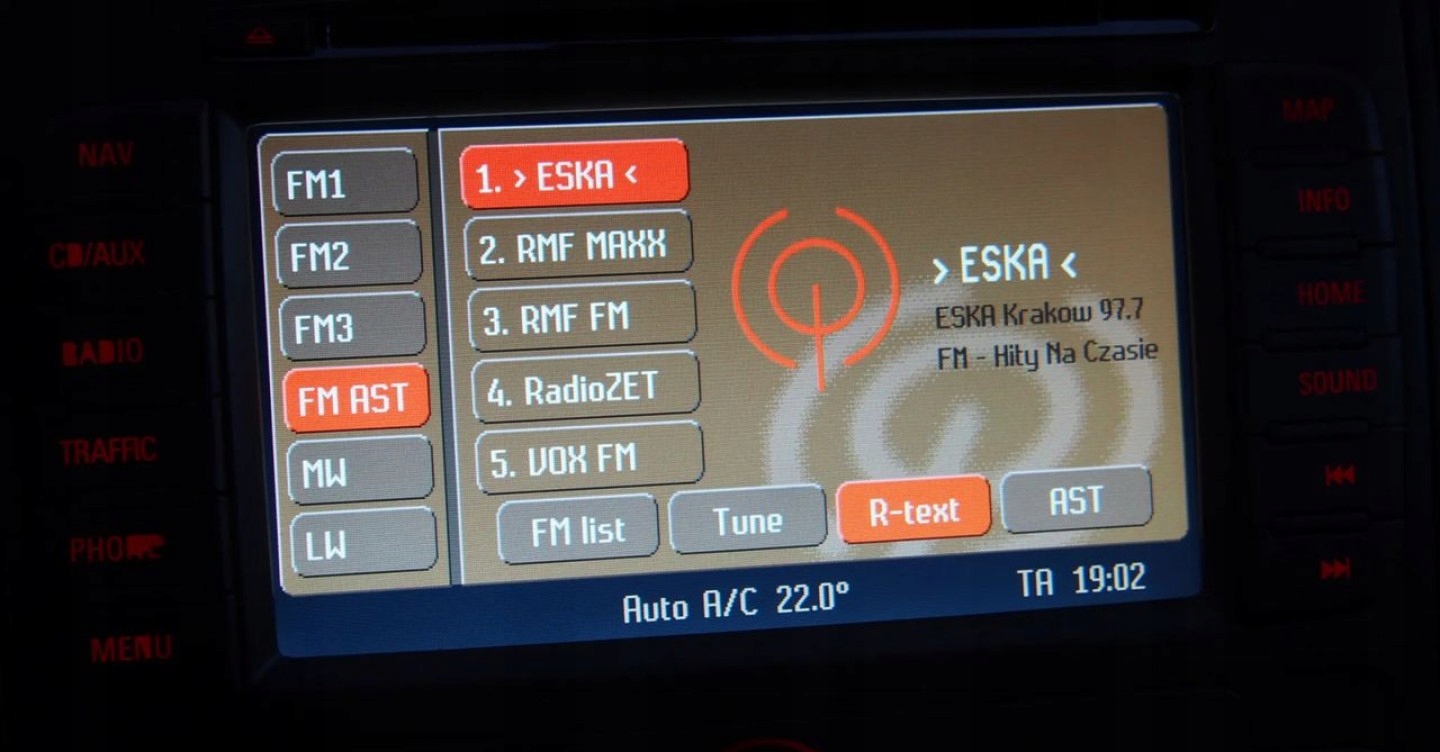 NAV
CD/AUX
RADIO
TRAFFIC
PHONE
MENU
FM1
FM2
FM3
FM AST
MW
LW
1. > ESKA <
2. RMF MAXX
3. RMF FM
4. RadioZET
5. VOX FM
> ESKA <
ESKA Krakow 97.7
FM - Hity Na Czasie
FM list
Tune
R-text
AST
Auto A/C 22.0°
TA 19:02
MAP
INFO
HOME
SOUND